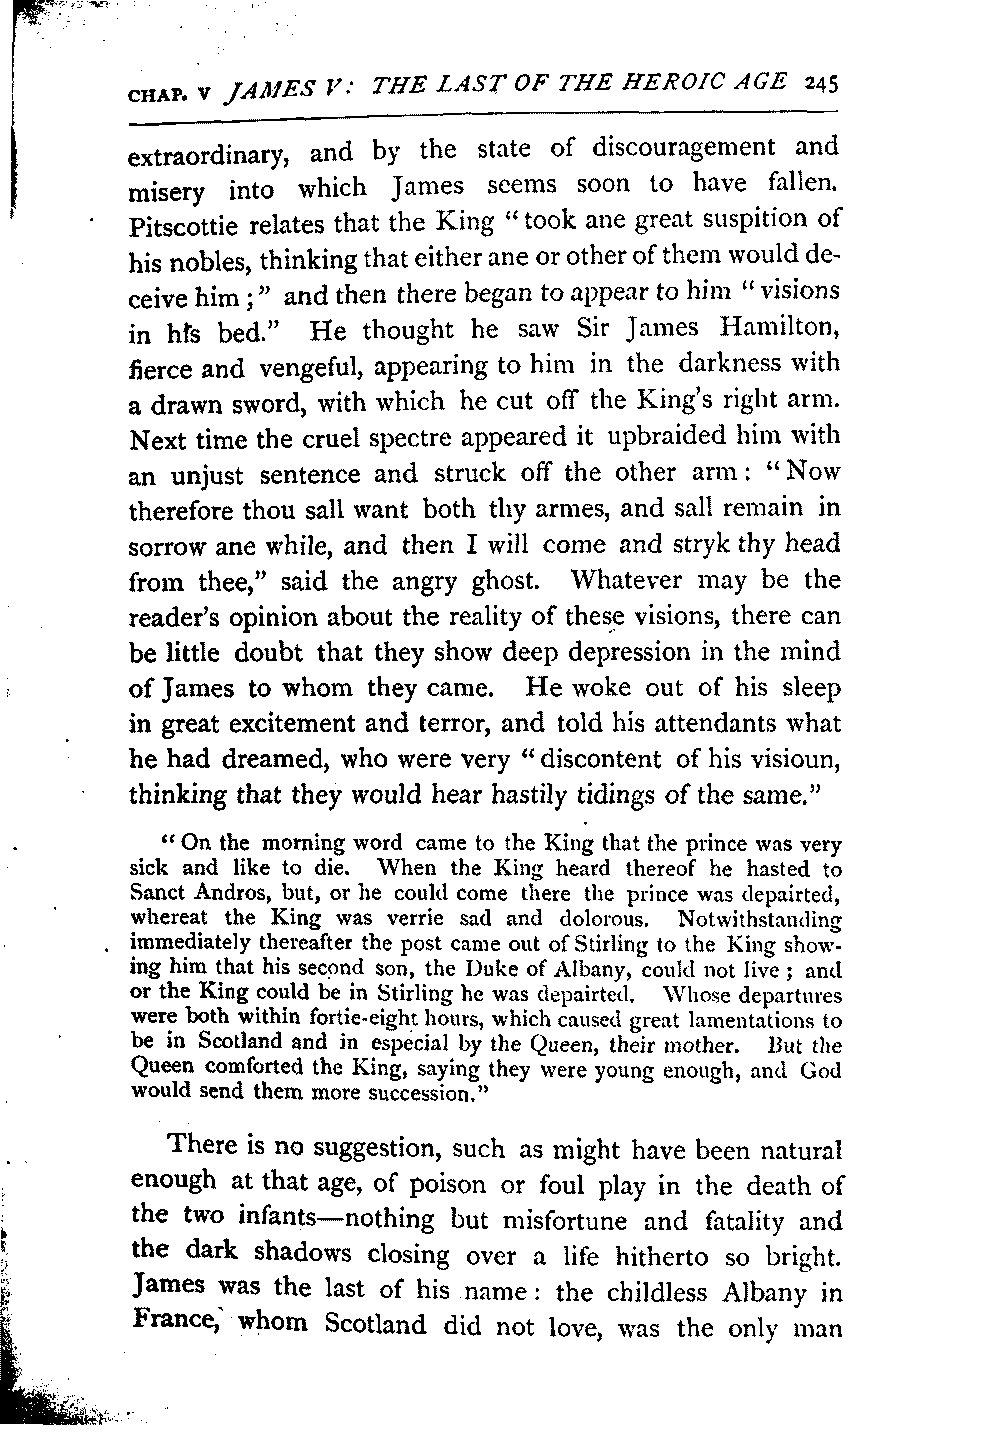 CHAP. V JAMES V: THE LAST OF THE HEROIC AGE 245
extraordinary, and by the state of discouragement and
misery into which James seems soon to have fallen.
Pitscottie relates that the King “took ane great suspition of
his nobles, thinking that either ane or other of them would de-
ceive him;” and then there began to appear to him “visions
in his bed.” He thought he saw Sir James Hamilton,
fierce and vengeful, appearing to him in the darkness with
a drawn sword, with which he cut off the King's right arm.
Next time the cruel spectre appeared it upbraided him with
an unjust sentence and struck off the other arm: “Now
therefore thou sall want both thy armes, and sall remain in
sorrow ane while, and then I will come and stryk thy head
from thee,” said the angry ghost. Whatever may be the
reader's opinion about the reality of these visions, there can
be little doubt that they show deep depression in the mind
of James to whom they came. He woke out of his sleep
in great excitement and terror, and told his attendants what
he had dreamed, who were very “discontent of his visioun,
thinking that they would hear hastily tidings of the same.”
“On the morning word came to the King that the prince was very
sick and like to die. When the King heard thereof he hasted to
Sanct Andros, but, or he could come there the prince was depairted,
whereat the King was verrie sad and dolorous. Notwithstanding
immediately thereafter the post came out of Stirling to the King show-
ing him that his second son, the Duke of Albany, could not live; and
or the King could be in Stirling he was depairted. Whose departures
were both within fortie-eight hours, which caused great lamentations to
be in Scotland and in especial by the Queen, their mother. But the
Queen comforted the King, saying they were young enough, and God
would send them more succession.”
There is no suggestion, such as might have been natural
enough at that age, of poison or foul play in the death of
the two infants—nothing but misfortune and fatality and
the dark shadows closing over a life hitherto so bright.
James was the last of his name: the childless Albany in
France, whom Scotland did not love, was the only man